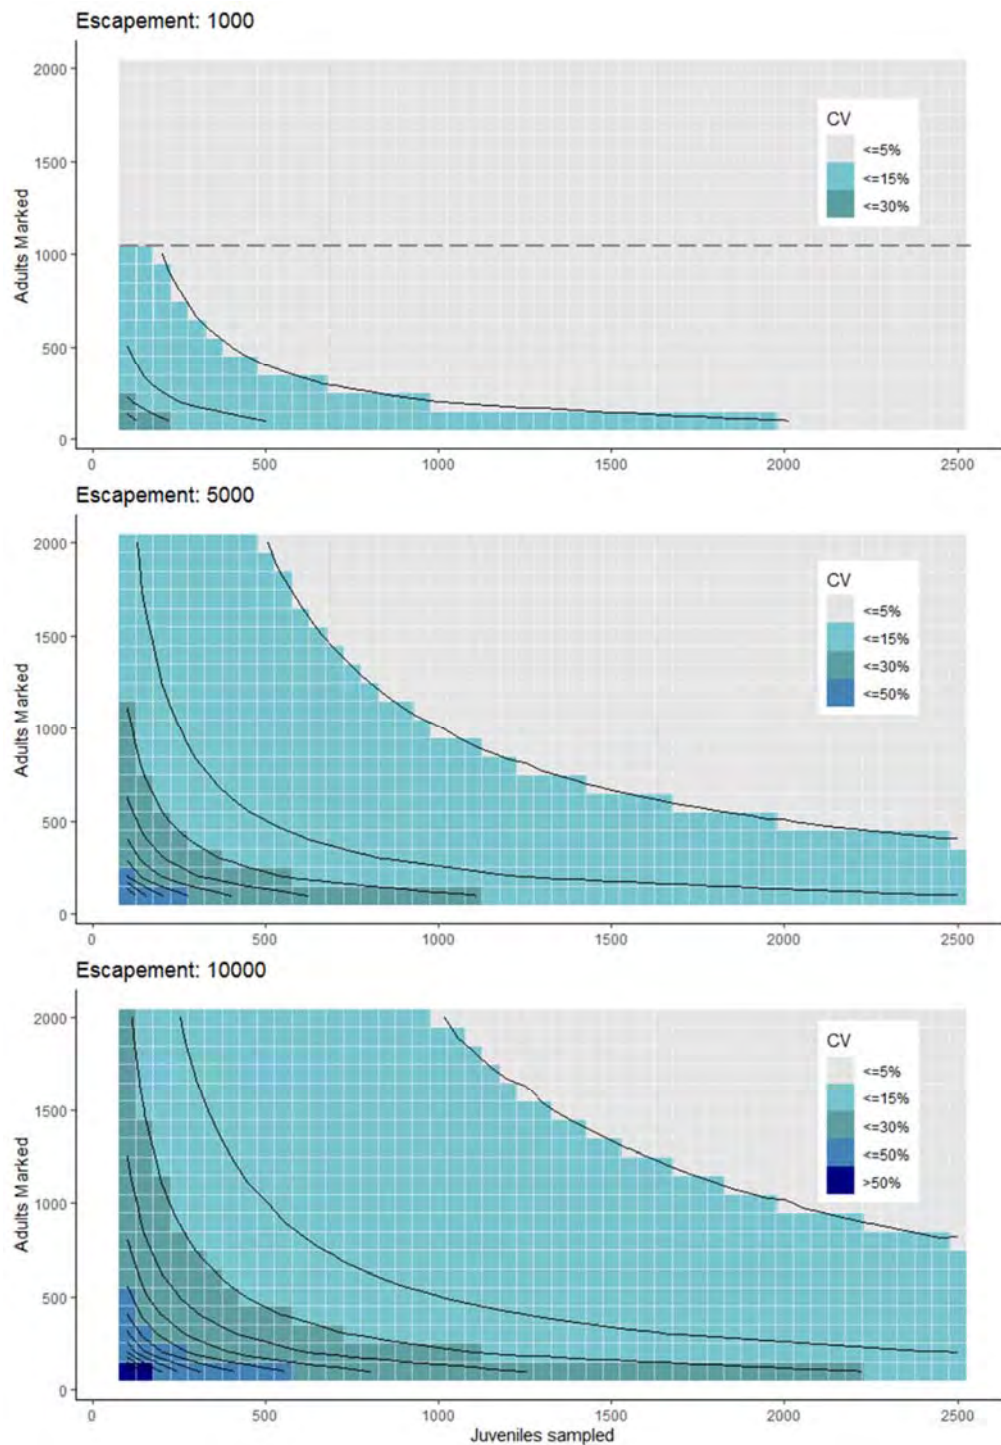 Escapement: 1000
2000
1500
1000
500
0
Adults Marked
CV
<=5%
<=15%
<=30%
0 500 1000 1500 2000 2500
Escapement: 5000
2000
1500
1000
500
0
Adults Marked
CV
<=5%
<=15%
<=30%
<=50%
0 500 1000 1500 2000 2500
Escapement: 10000
2000
1500
1000
500
0
Adults Marked
CV
<=5%
<=15%
<=30%
<=50%
>50%
0 500 1000 1500 2000 2500
Juveniles sampled